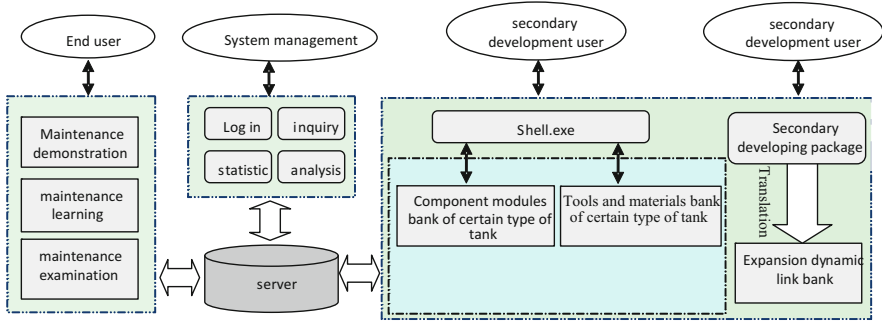 End user
System management
secondary
development user
secondary
development user
Maintenance
demonstration
maintenance
learning
maintenance
examination
Log in
inquiry
statistic
analysis
server
Shell.exe
Component modules
bank of certain type of
tank
Tools and materials bank
of certain type of tank
Secondary
developing package
Translation
Expansion dynamic
link bank